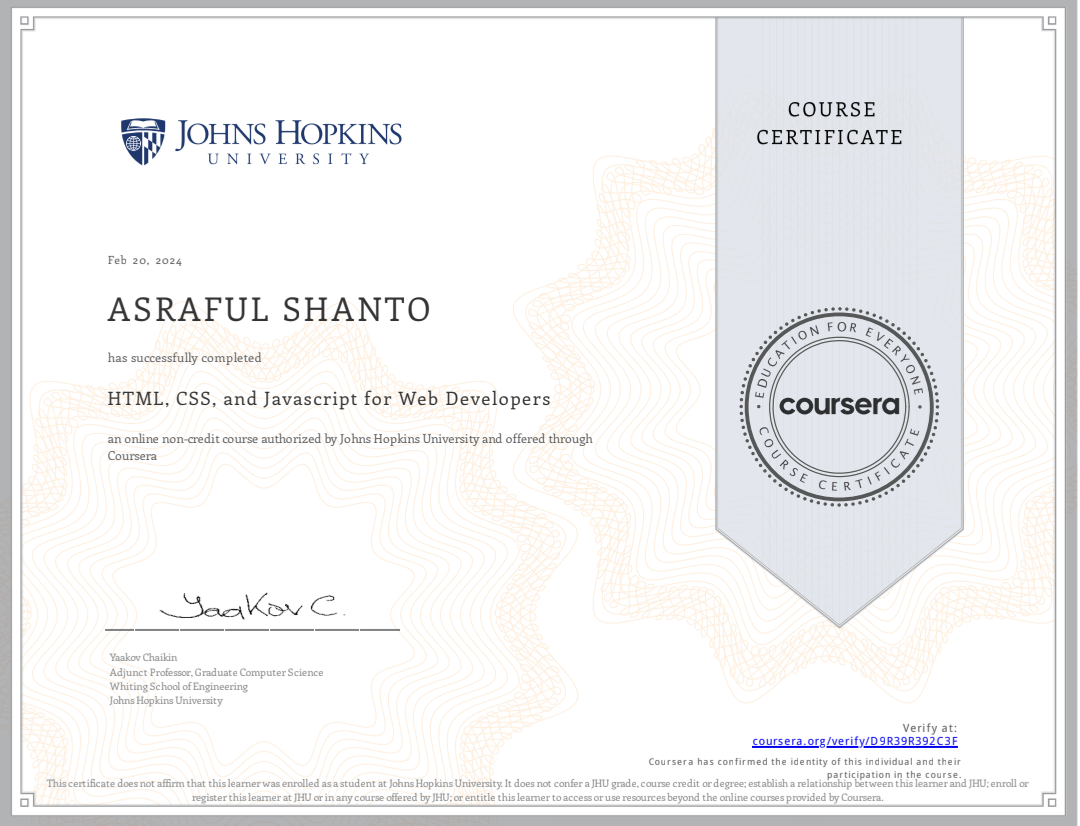 JOHNS HOPKINS
UNIVERSITY
COURSE
CERTIFICATE
Feb 20, 2024
ASRAFUL SHANTO
has successfully completed
HTML, CSS, and Javascript for Web Developers
an online non-credit course authorized by Johns Hopkins University and offered through
Coursera
EDUCATION FOR EVERYONE
coursera
COURSE CERTIFICATE
Yaakov C.
Yaakov Chaikin
Adjunct Professor, Graduate Computer Science
Whiting School of Engineering
Johns Hopkins University
Verify at:
coursera.org/verify/D9R39R392C3F
Coursera has confirmed the identity of this individual and their
participation in the course.
This certificate does not affirm that this learner was enrolled as a student at Johns Hopkins University. It does not confer a JHU grade, course credit or degree; establish a relationship between this learner and JHU; enroll or
register this learner at JHU or in any course offered by JHU; or entitle this learner to access or use resources beyond the online courses provided by Coursera.